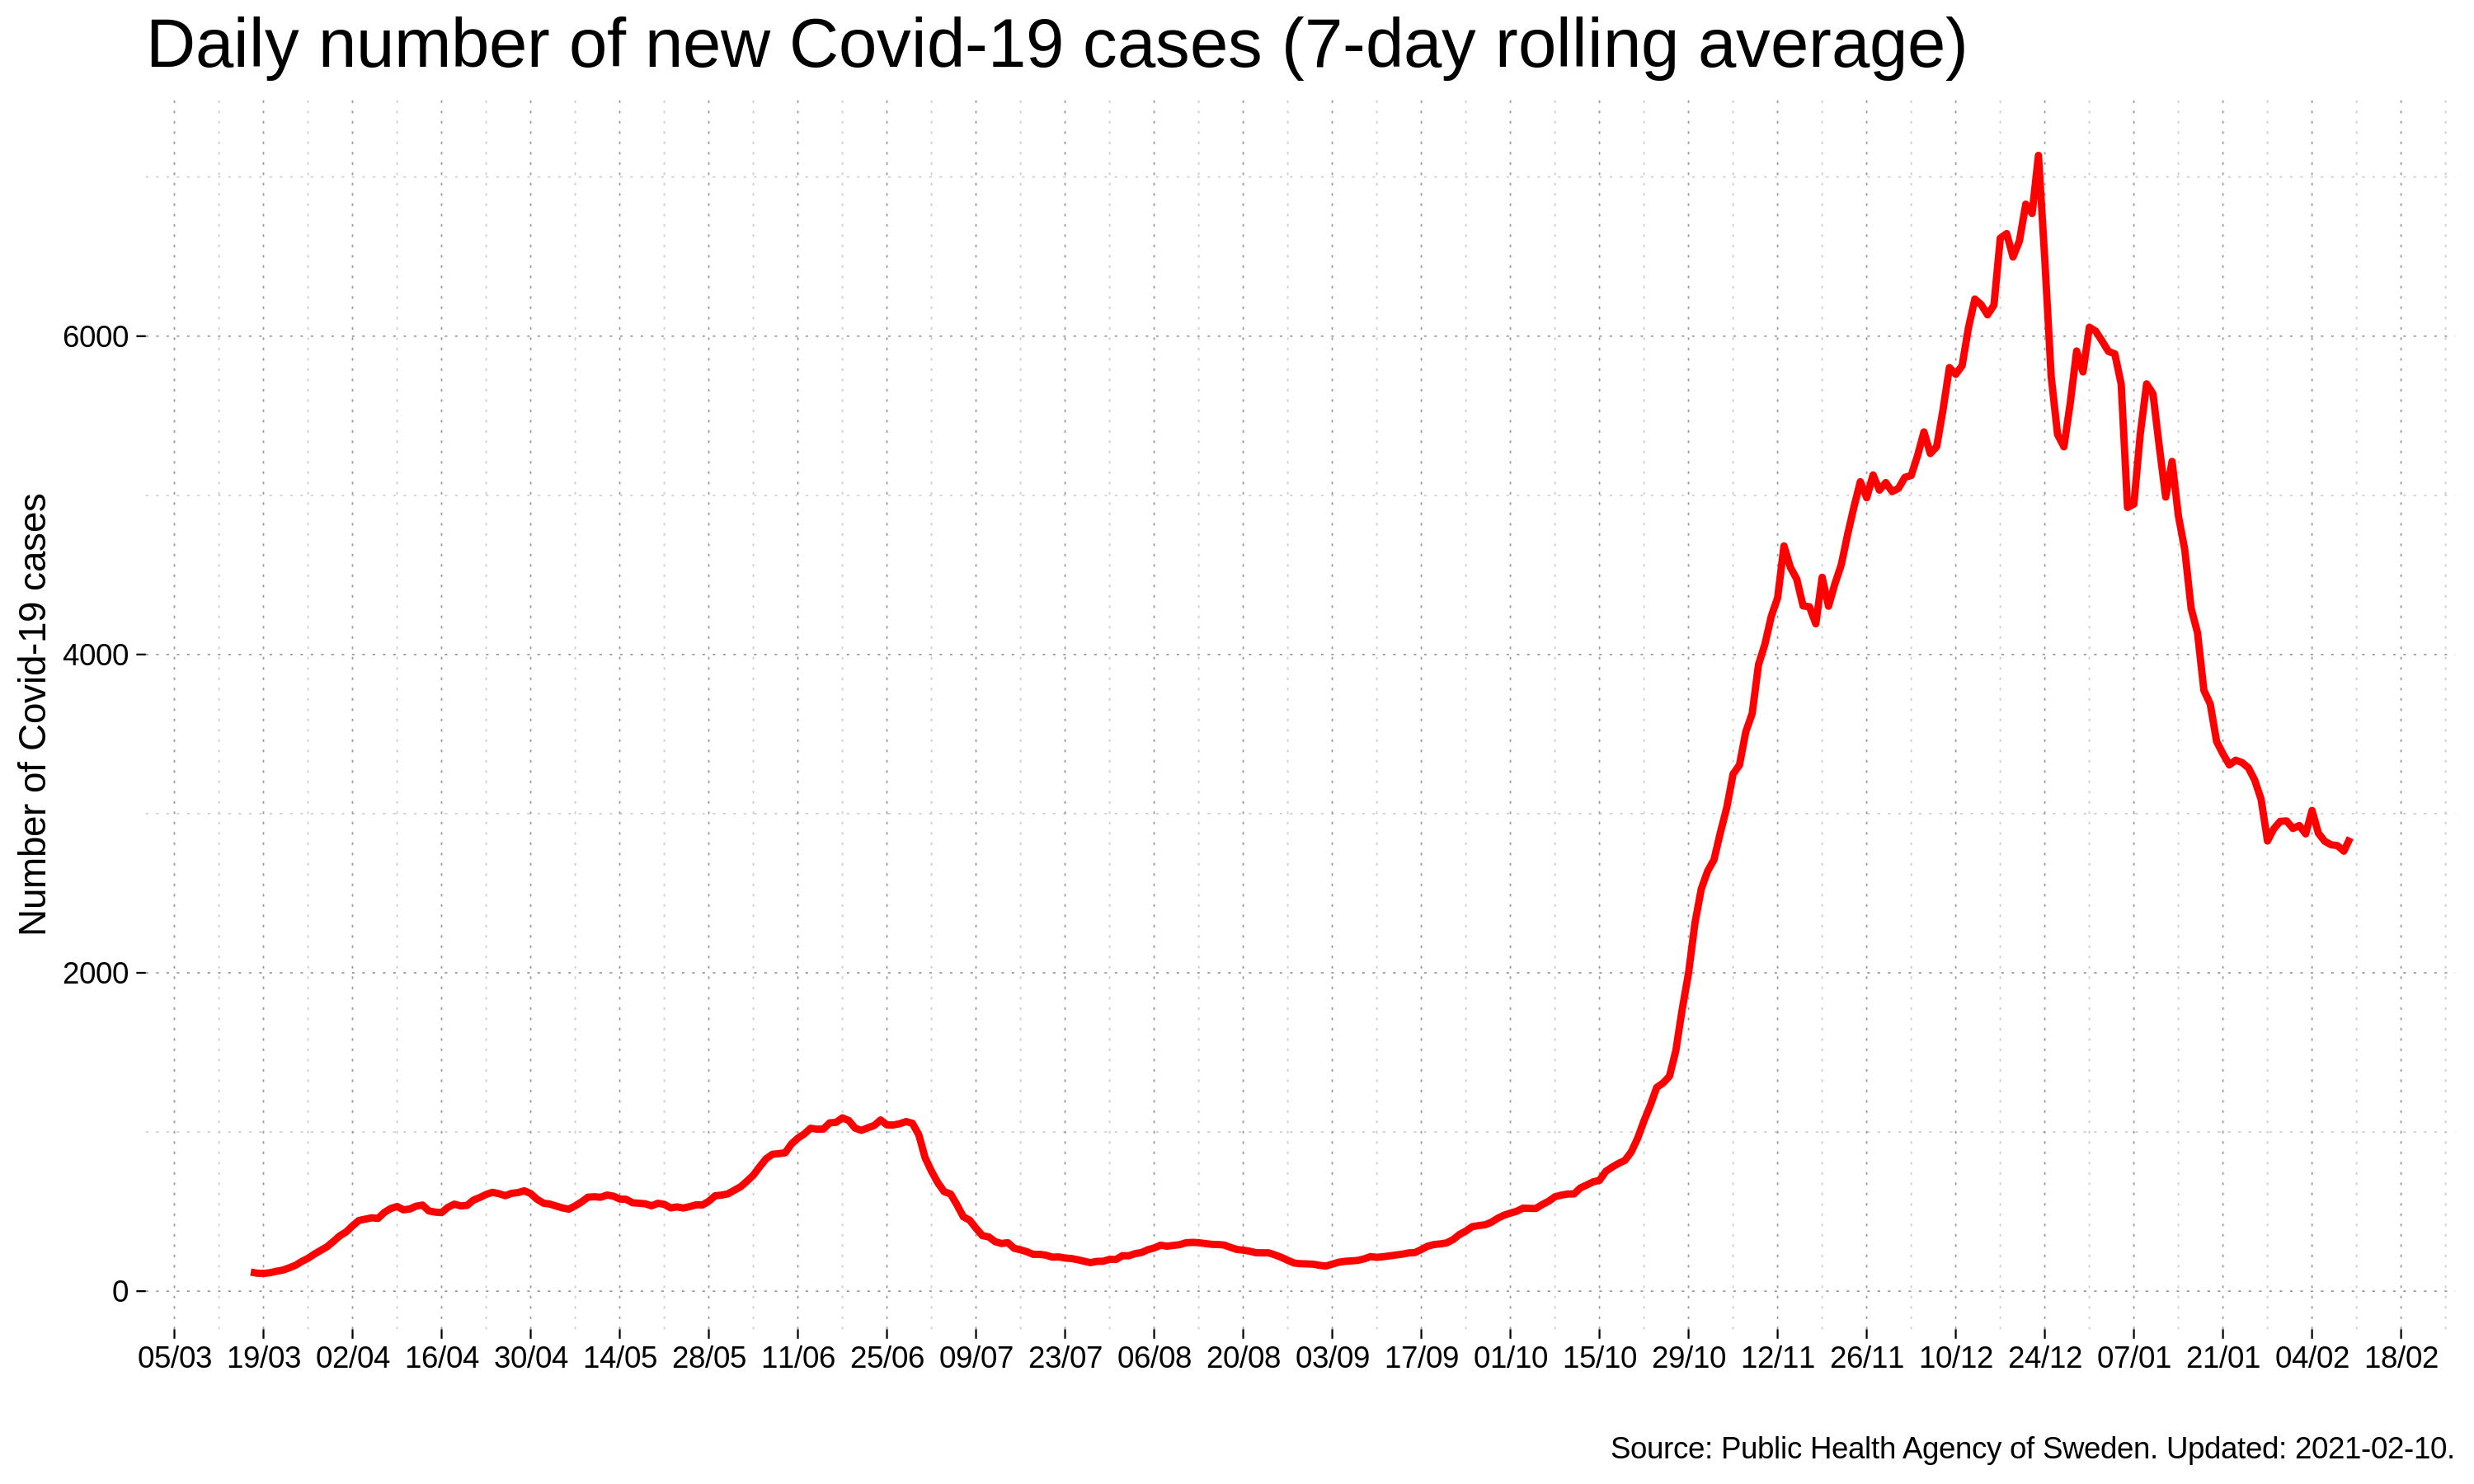 Daily number of new Covid-19 cases (7-day rolling average)
Number of Covid-19 cases
6000
4000
2000
0
05/03 19/03 02/04 16/04 30/04 14/05 28/05 11/06 25/06 09/07 23/07 06/08 20/08 03/09 17/09 01/10 15/10 29/10 12/11 26/11 10/12 24/12 07/01 21/01 04/02 18/02
Source: Public Health Agency of Sweden. Updated: 2021-02-10.